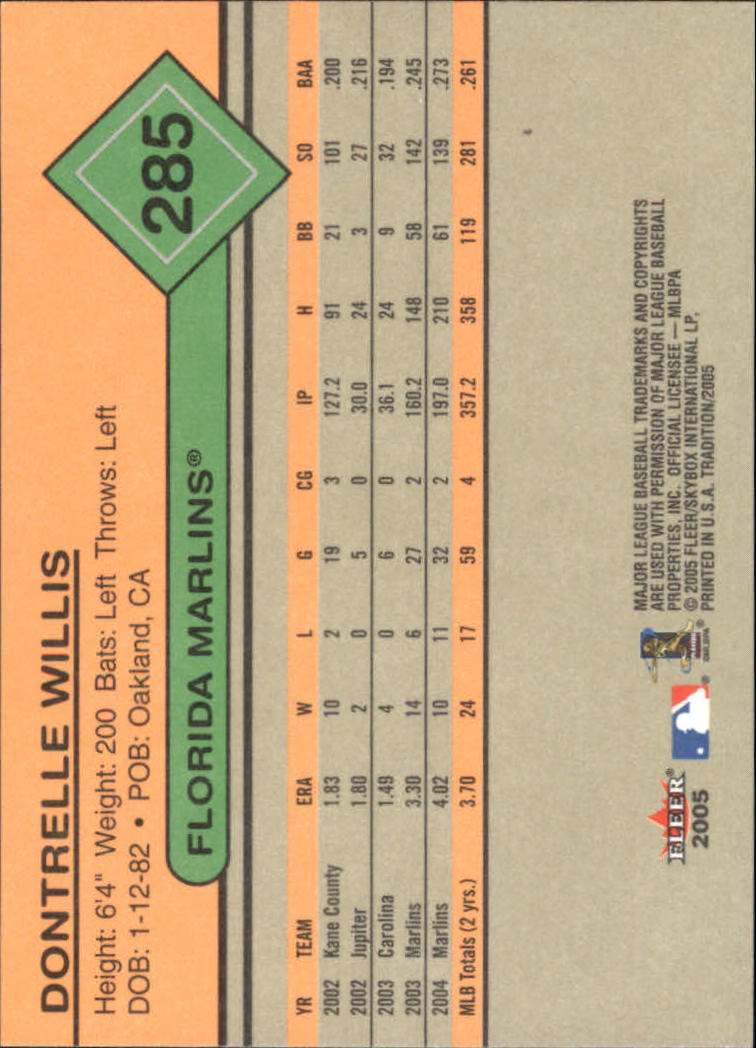 DONTRELLE WILLIS
Height: 6'4" Weight: 200 Bats: Left Throws: Left
DOB: 1-12-82 • POB: Oakland, CA
FLORIDA MARLINS®
285
YR TEAM ERA W L G CG IP H BB SO BAA
2002 Kane County 1.83 10 2 19 3 127.2 91 21 101 .200
2002 Jupiter 1.80 2 0 5 0 30.0 24 3 27 .216
2003 Carolina 1.49 4 0 6 0 36.1 24 9 32 .194
2003 Marlins 3.30 14 6 27 2 160.2 148 58 142 .245
2004 Marlins 4.02 10 11 32 2 197.0 210 61 139 .273
MLB Totals (2 yrs.) 3.70 24 17 59 4 357.2 358 119 281 .261
FLEER®
2005
MAJOR LEAGUE BASEBALL TRADEMARKS AND COPYRIGHTS
ARE USED WITH PERMISSION OF MAJOR LEAGUE BASEBALL
PROPERTIES, INC. OFFICIAL LICENSEE — MLBPA
© 2005 FLEER/SKYBOX INTERNATIONAL LP,
PRINTED IN U.S.A. TRADITION/2005